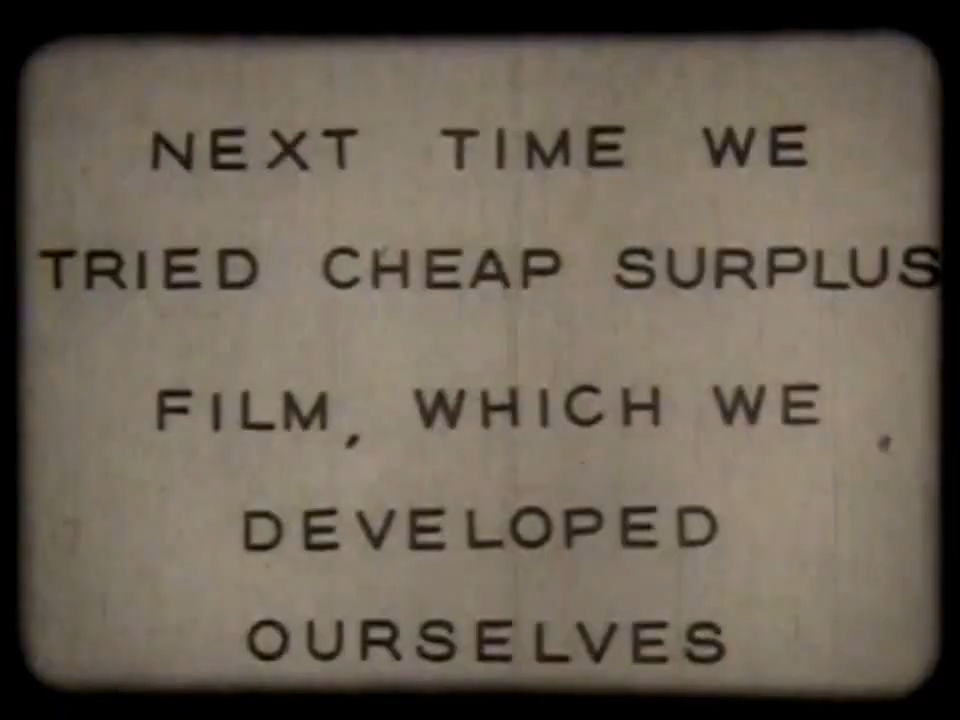 NEXT TIME WE
TRIED CHEAP SURPLUS
FILM, WHICH WE
DEVELOPED
OURSELVES